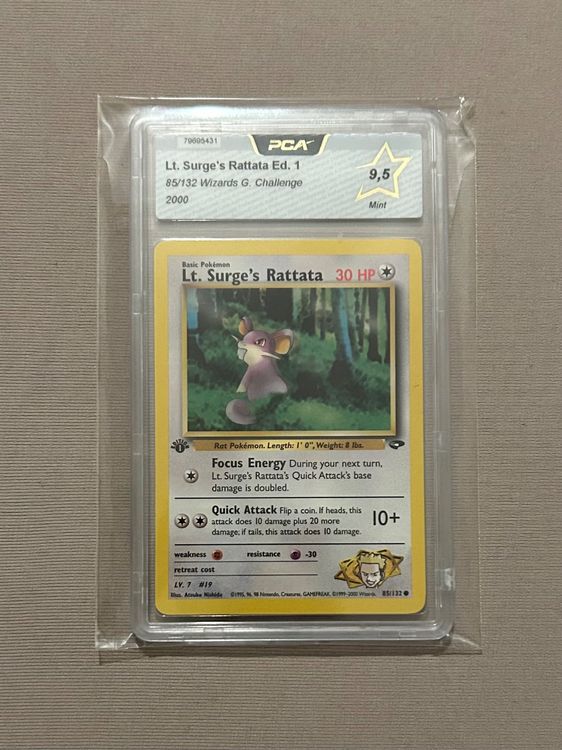 79695431
PCA
Lt. Surge's Rattata Ed. 1
85/132 Wizards G. Challenge
2000
9,5
Mint
Basic Pokémon
Lt. Surge's Rattata 30 HP
EDITION
1
Rat Pokémon. Length: 1' 0", Weight: 8 lbs.
Focus Energy During your next turn,
Lt. Surge's Rattata's Quick Attack's base
damage is doubled.
Quick Attack Flip a coin. If heads, this
attack does 10 damage plus 20 more
damage; if tails, this attack does 10 damage.
10+
weakness resistance -30
retreat cost
LV. 7 #19
Illus. Atsuko Nishida ©1995, 96, 98 Nintendo, Creatures, GAMEFREAK. ©1999-2000 Wizards. 85/132